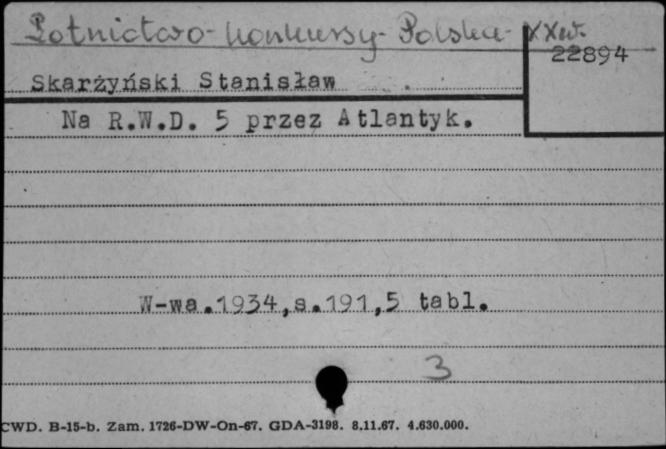 Lotnictwo - konkursy - Polska - XXw.
22894
Skarżyński Stanisław
Na R.W.D. 5 przez Atlantyk.
W-wa.1934,s.191,5 tabl.
3
CWD. B-15-b. Zam. 1726-DW-On-67. GDA-3198. 8.11.67. 4.630.000.